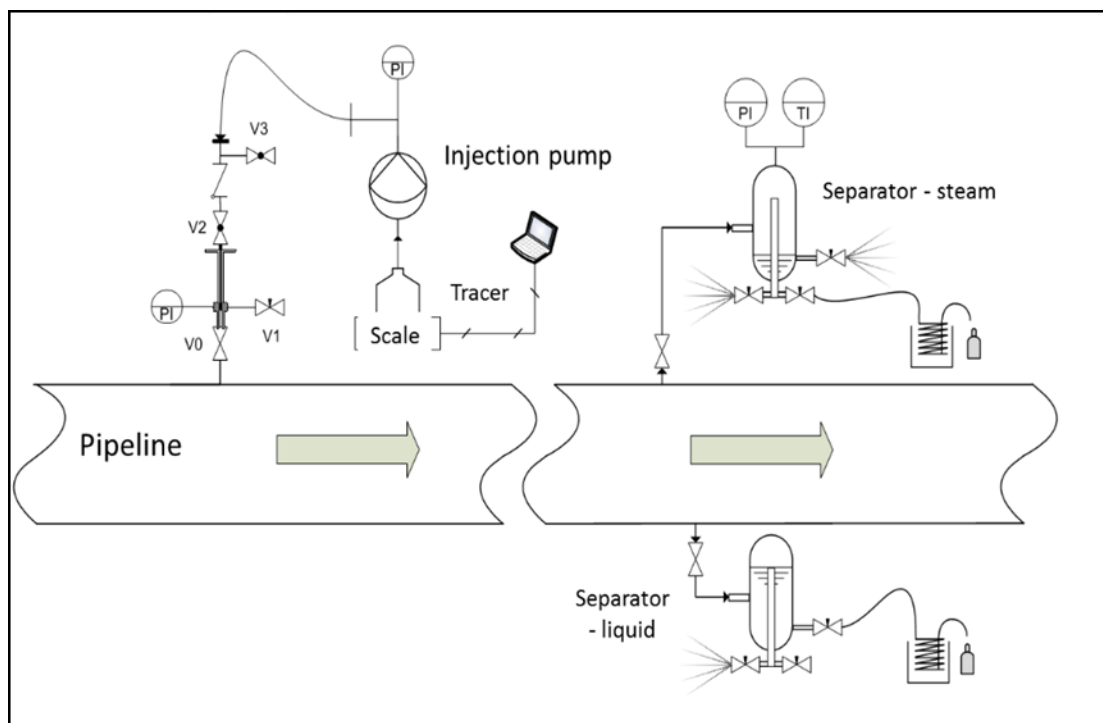 PI
V3
Injection pump
PI
TI
Separator - steam
V2
Tracer
PI
Scale
V1
V0
Pipeline
Separator
- liquid